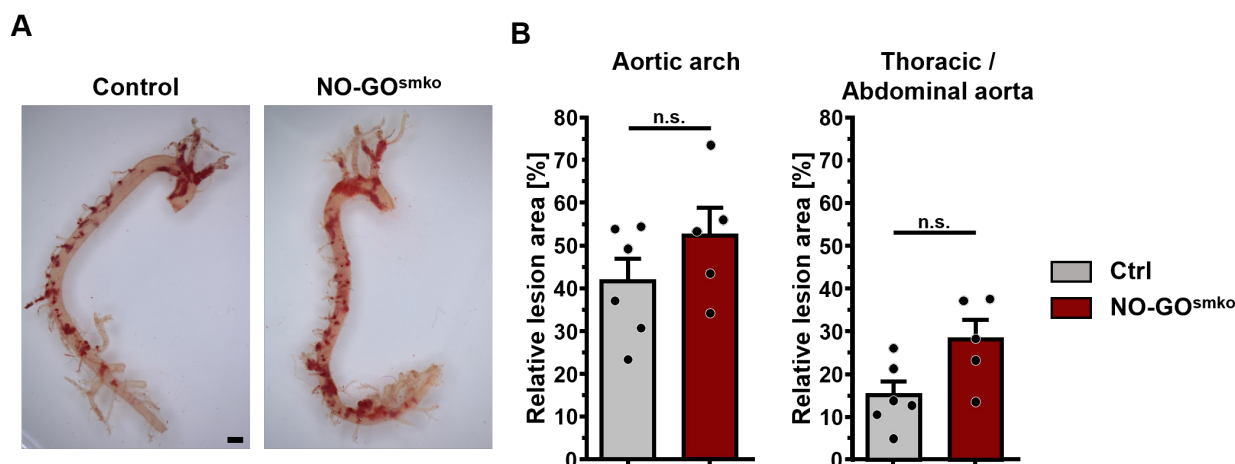 A
Control
NO-GOsmko
B
Aortic arch
Relative lesion area [%]
80
70
60
50
40
30
20
10
0
n.s.
Thoracic /
Abdominal aorta
Relative lesion area [%]
80
70
60
50
40
30
20
10
0
n.s.
Ctrl
NO-GOsmko